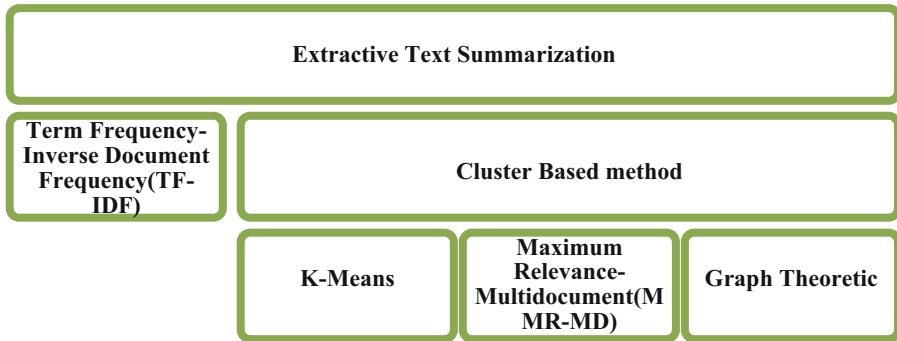 Extractive Text Summarization
Term Frequency-
Inverse Document
Frequency(TF-
IDF)
Cluster Based method
K-Means
Maximum
Relevance-
Multidocument(M
MR-MD)
Graph Theoretic